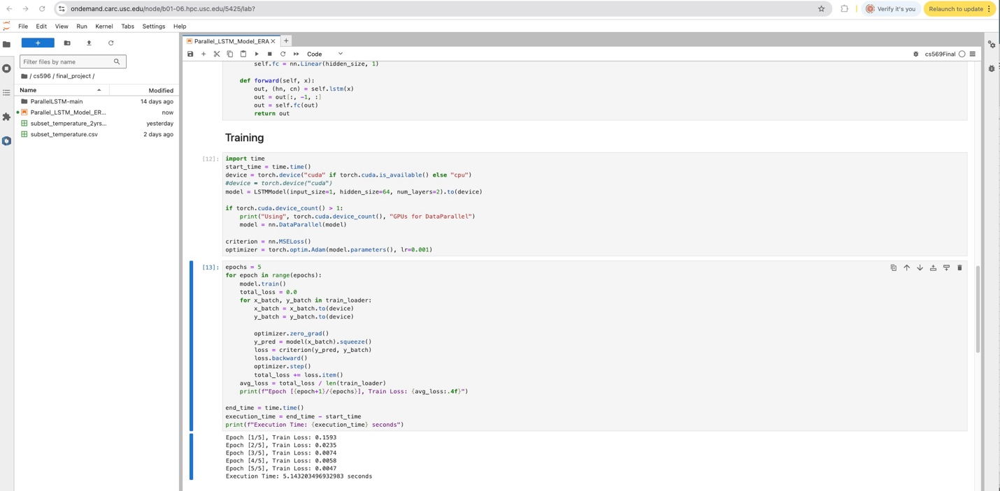 ondemand.carc.usc.edu/node/b01-06.hpc.usc.edu/5425/lab?
Verify it's you
Relaunch to update
File Edit View Run Kernel Tabs Settings Help
+
Filter files by name
/ cs596 / final_project /
Name Modified
ParallelLSTM-main 14 days ago
Parallel_LSTM_Model_ER... now
subset_temperature_2yrs... yesterday
subset_temperature.csv 2 days ago
Parallel_LSTM_Model_ERA
Code
cs569Final
        self.fc = nn.Linear(hidden_size, 1)
    def forward(self, x):
        out, (hn, cn) = self.lstm(x)
        out = out[:, -1, :]
        out = self.fc(out)
        return out
Training
[12]:
import time
start_time = time.time()
device = torch.device("cuda" if torch.cuda.is_available() else "cpu")
#device = torch.device("cuda")
model = LSTMModel(input_size=1, hidden_size=64, num_layers=2).to(device)
if torch.cuda.device_count() > 1:
    print("Using", torch.cuda.device_count(), "GPUs for DataParallel")
    model = nn.DataParallel(model)
criterion = nn.MSELoss()
optimizer = torch.optim.Adam(model.parameters(), lr=0.001)
[13]:
epochs = 5
for epoch in range(epochs):
    model.train()
    total_loss = 0.0
    for x_batch, y_batch in train_loader:
        x_batch = x_batch.to(device)
        y_batch = y_batch.to(device)
        optimizer.zero_grad()
        y_pred = model(x_batch).squeeze()
        loss = criterion(y_pred, y_batch)
        loss.backward()
        optimizer.step()
        total_loss += loss.item()
    avg_loss = total_loss / len(train_loader)
    print(f"Epoch [{epoch+1}/{epochs}], Train Loss: {avg_loss:.4f}")
end_time = time.time()
execution_time = end_time - start_time
print(f"Execution Time: {execution_time} seconds")
Epoch [1/5], Train Loss: 0.1593
Epoch [2/5], Train Loss: 0.0235
Epoch [3/5], Train Loss: 0.0074
Epoch [4/5], Train Loss: 0.0058
Epoch [5/5], Train Loss: 0.0047
Execution Time: 5.143203496932983 seconds